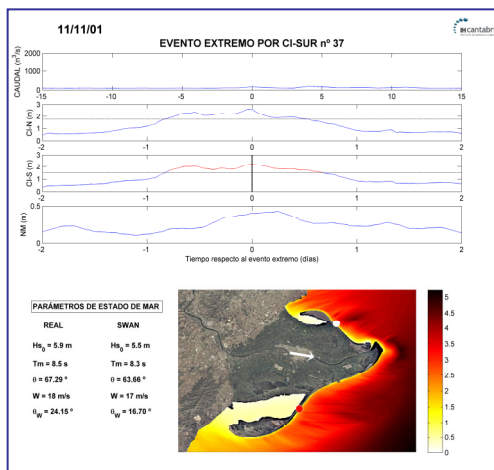 11/11/01
IHcantabria
EVENTO EXTREMO POR CI-SUR nº 37
CAUDAL (m³/s)
2000
1000
0
-15 -10 -5 0 5 10 15
CI-N (m)
3
2
1
0
-2 -1 0 1 2
CI-S (m)
3
2
1
0
-2 -1 0 1 2
NM (m)
0.5
0
-2 -1 0 1 2
Tiempo respecto al evento extremo (días)
PARÁMETROS DE ESTADO DE MAR
REAL SWAN
Hs₀ = 5.9 m Hs₀ = 5.5 m
Tm = 8.5 s Tm = 8.3 s
θ = 67.29 º θ = 63.66 º
W = 18 m/s W = 17 m/s
θW = 24.15 º θW = 16.70 º
5
4.5
4
3.5
3
2.5
2
1.5
1
0.5
0